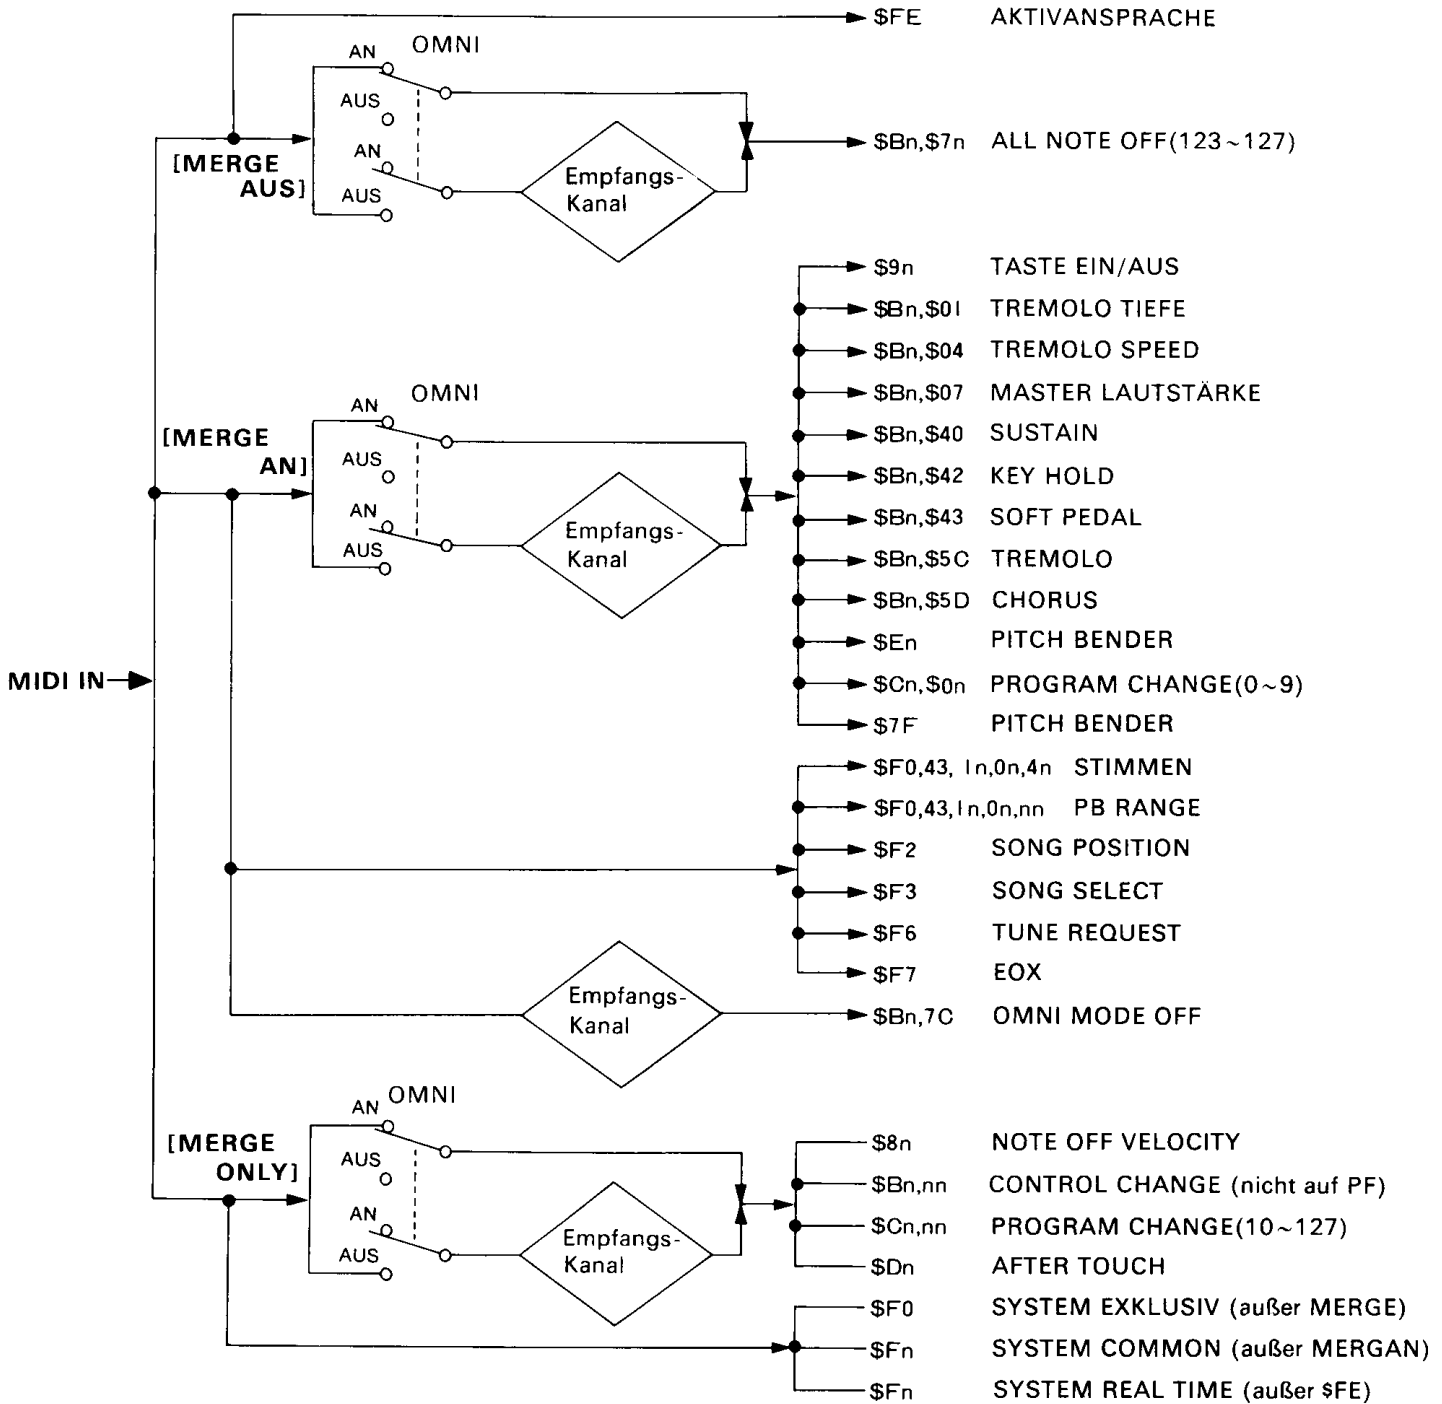 $FE AKTIVANSPRACHE
OMNI
AN
AUS
AN
AUS
[MERGE
AUS]
Empfangs-
Kanal
$Bn,$7n ALL NOTE OFF(123~127)
$9n TASTE EIN/AUS
$Bn,$01 TREMOLO TIEFE
$Bn,$04 TREMOLO SPEED
$Bn,$07 MASTER LAUTSTÄRKE
$Bn,$40 SUSTAIN
$Bn,$42 KEY HOLD
$Bn,$43 SOFT PEDAL
$Bn,$5C TREMOLO
$Bn,$5D CHORUS
$En PITCH BENDER
$Cn,$0n PROGRAM CHANGE(0~9)
$7F PITCH BENDER
OMNI
AN
AUS
AN
AUS
[MERGE
AN]
Empfangs-
Kanal
MIDI IN
$F0,43, 1n,0n,4n STIMMEN
$F0,43,1n,0n,nn PB RANGE
$F2 SONG POSITION
$F3 SONG SELECT
$F6 TUNE REQUEST
$F7 EOX
Empfangs-
Kanal
$Bn,7C OMNI MODE OFF
OMNI
AN
AUS
AN
AUS
[MERGE
ONLY]
Empfangs-
Kanal
$8n NOTE OFF VELOCITY
$Bn,nn CONTROL CHANGE (nicht auf PF)
$Cn,nn PROGRAM CHANGE(10~127)
$Dn AFTER TOUCH
$F0 SYSTEM EXKLUSIV (außer MERGE)
$Fn SYSTEM COMMON (außer MERGAN)
$Fn SYSTEM REAL TIME (außer $FE)